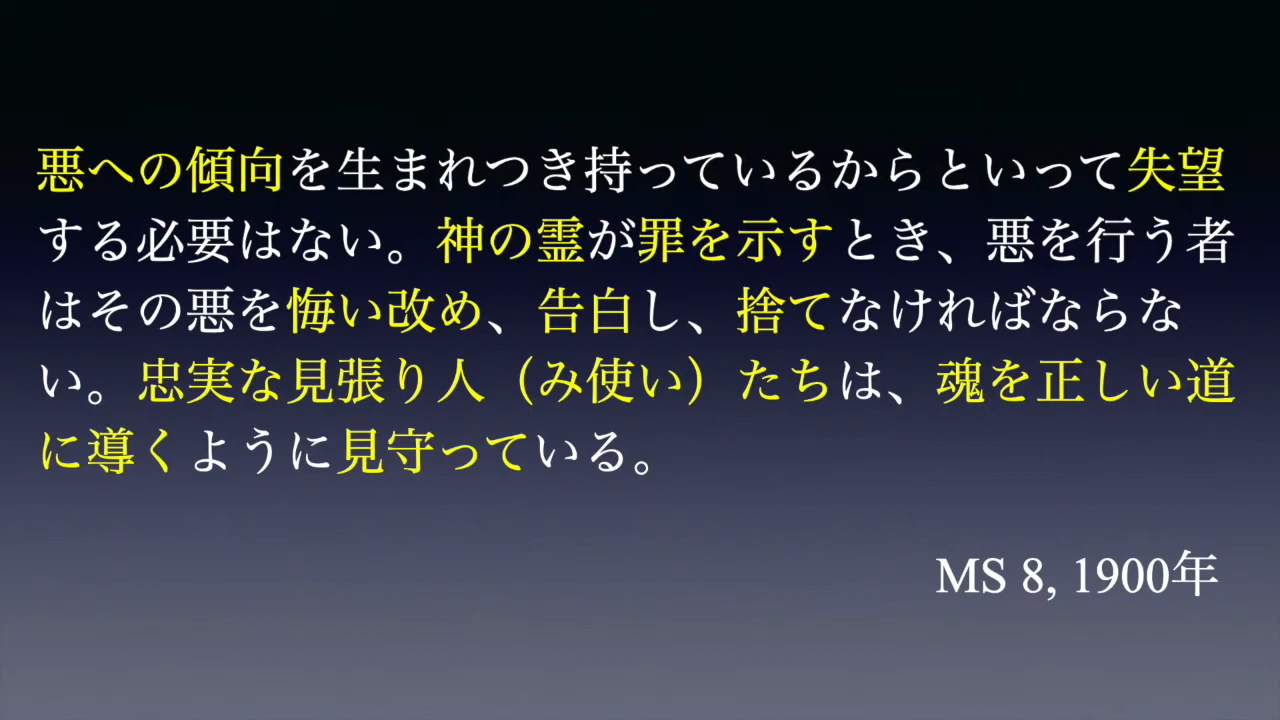 悪への傾向を生まれつき持っているからといって失望
する必要はない。神の霊が罪を示すとき、悪を行う者
はその悪を悔い改め、告白し、捨てなければならな
い。忠実な見張り人（み使い）たちは、魂を正しい道
に導くように見守っている。
MS 8, 1900年